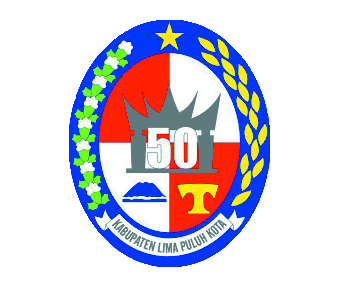 50
T
KABUPATEN LIMA PULUH KOTA